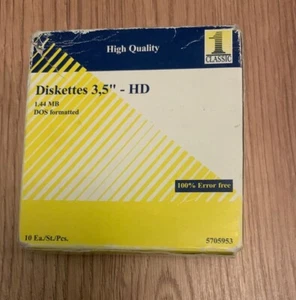 High Quality
1
CLASSIC
Diskettes 3,5" - HD
1.44 MB
DOS formatted
100% Error free
10 Ea./St./Pcs.
5705953